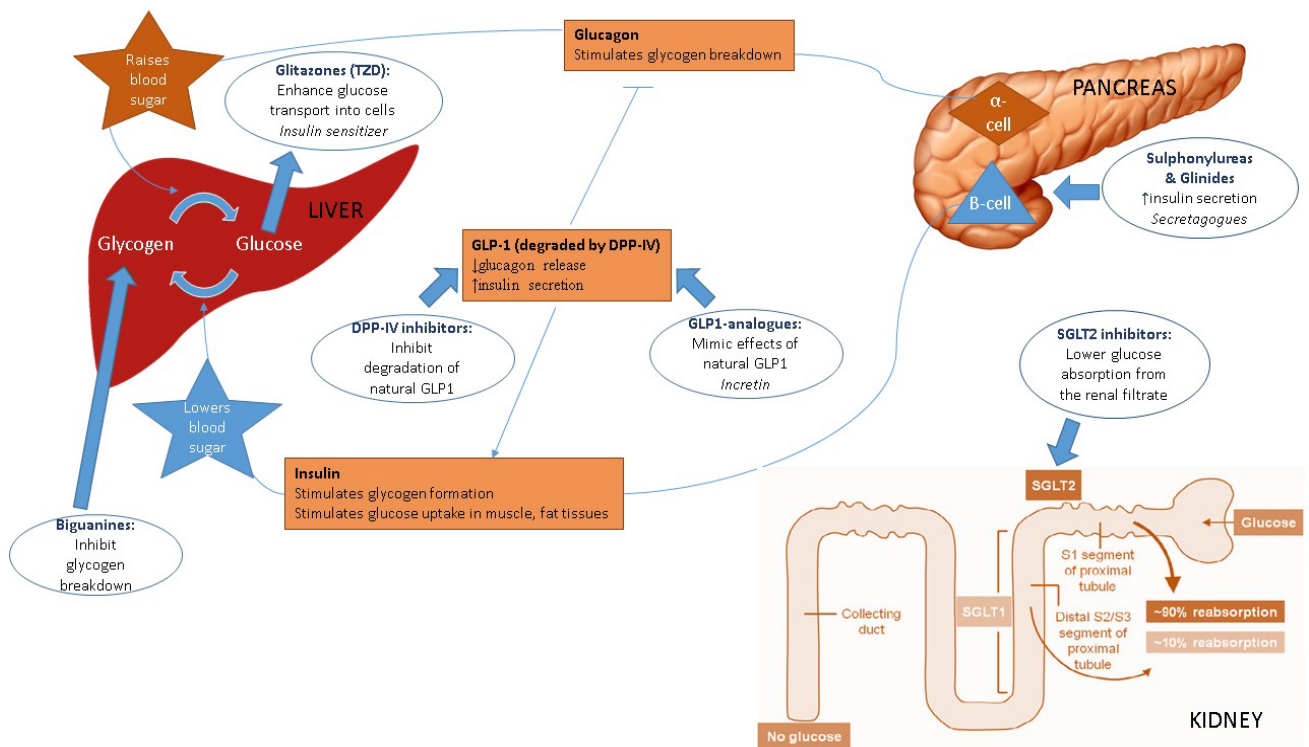 Glucagon
Stimulates glycogen breakdown
Raises
blood
sugar
Glitazones (TZD):
Enhance glucose
transport into cells
Insulin sensitizer
PANCREAS
α-
cell
B-cell
Sulphonylureas
& Glinides
↑insulin secretion
Secretagogues
LIVER
Glycogen
Glucose
GLP-1 (degraded by DPP-IV)
↓glucagon release
↑insulin secretion
DPP-IV inhibitors:
Inhibit
degradation of
natural GLP1
GLP1-analogues:
Mimic effects of
natural GLP1
Incretin
SGLT2 inhibitors:
Lower glucose
absorption from
the renal filtrate
Lowers
blood
sugar
Insulin
Stimulates glycogen formation
Stimulates glucose uptake in muscle, fat tissues
Biguanines:
Inhibit
glycogen
breakdown
SGLT2
Glucose
S1 segment
of proximal
tubule
SGLT1
Collecting
duct
Distal S2/S3
segment of
proximal
tubule
~90% reabsorption
~10% reabsorption
No glucose
KIDNEY